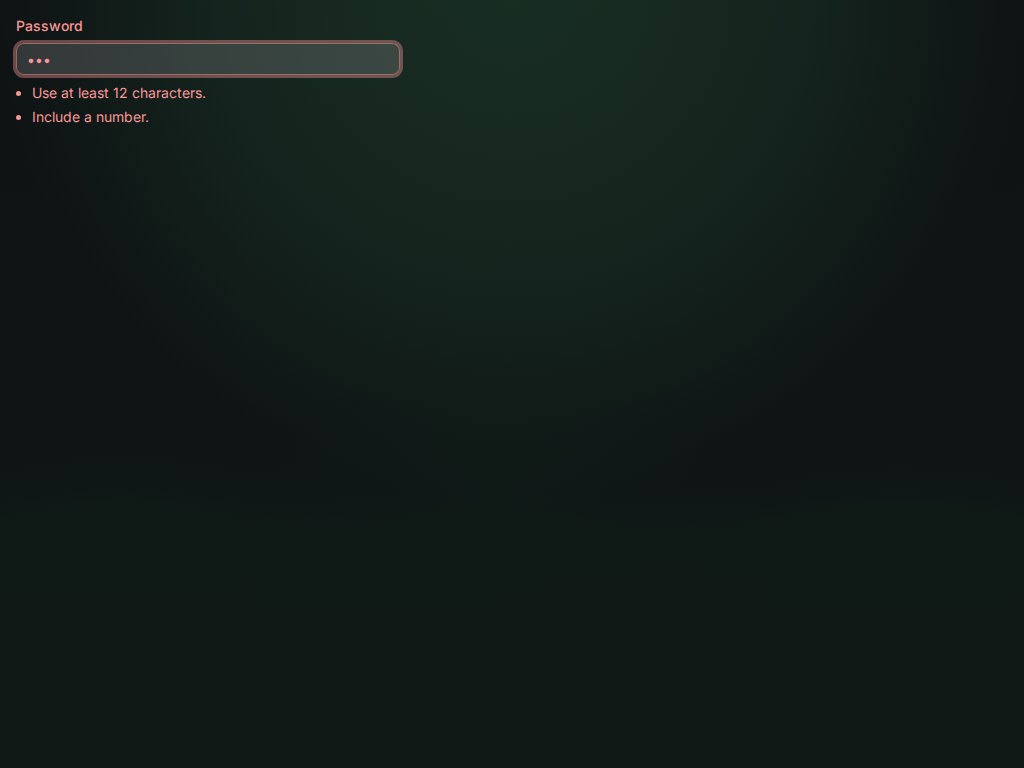 Password
•••
Use at least 12 characters.
Include a number.